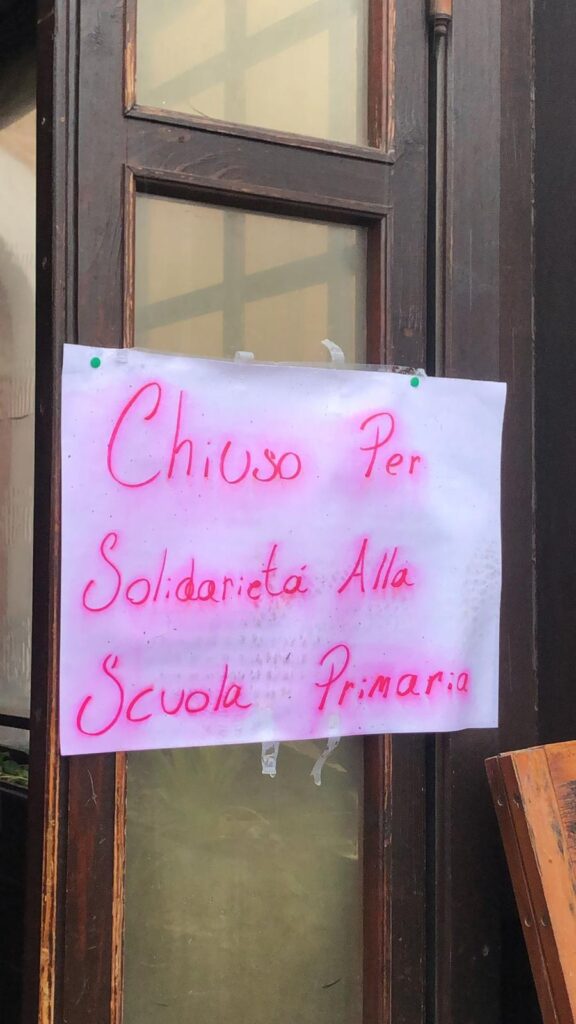 Chiuso Per
Solidarietá Alla
Scuola Primaria